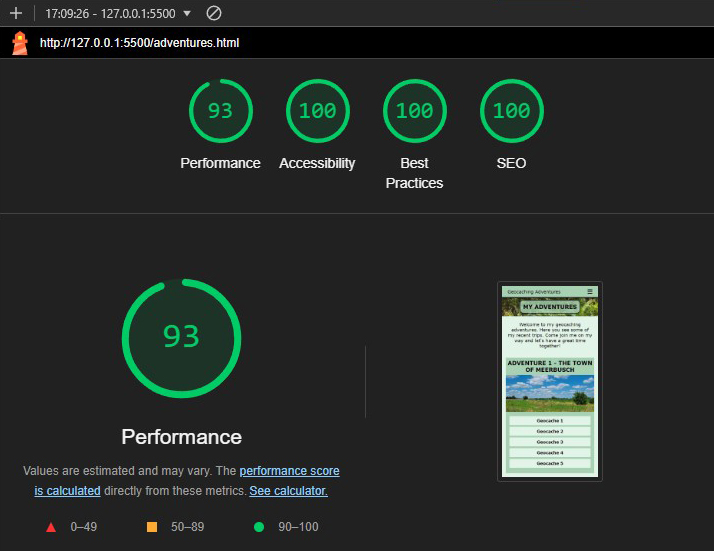 17:09:26 - 127.0.0.1:5500
http://127.0.0.1:5500/adventures.html
93
100
100
100
Performance
Accessibility
Best
Practices
SEO
93
Performance
Values are estimated and may vary. The performance score
is calculated directly from these metrics. See calculator.
0–49
50–89
90–100
Geocaching Adventures
MY ADVENTURES
Welcome to my geocaching
adventures. Here you see some of
my recent trips. Come join me on my
way and let's have a great time
together!
ADVENTURE 1 - THE TOWN
OF MEERBUSCH
Geocache 1
Geocache 2
Geocache 3
Geocache 4
Geocache 5